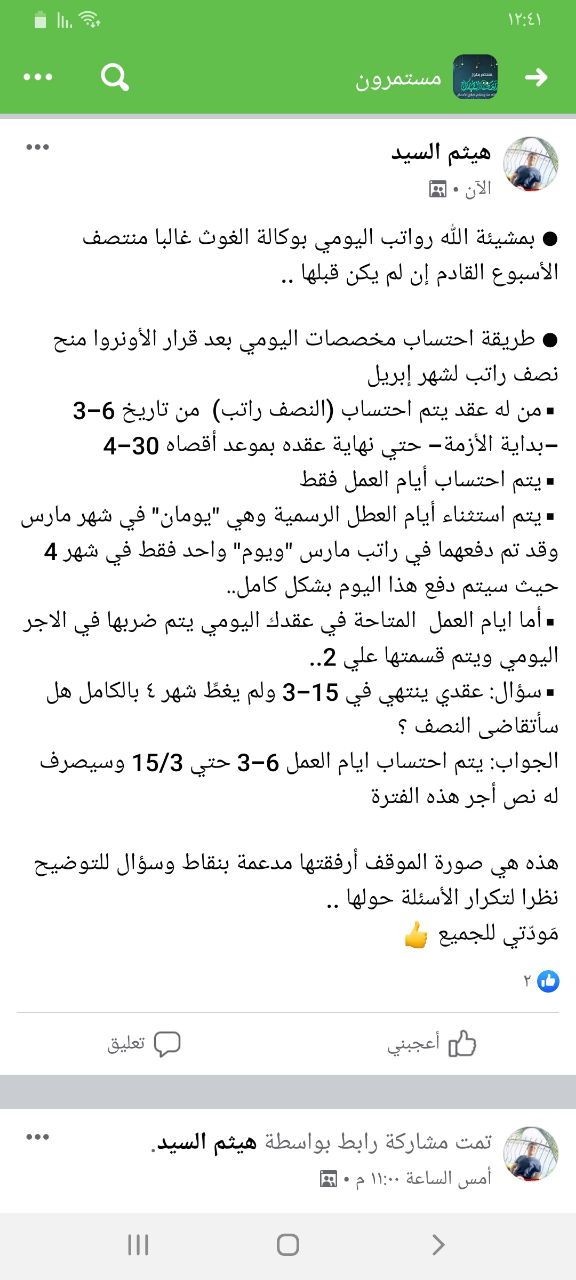 ١٢:٤١
مستمرون
هيثم السيد
الآن •
● بمشيئة الله رواتب اليومي بوكالة الغوث غالبا منتصف
الأسبوع القادم إن لم يكن قبلها ..
● طريقة احتساب مخصصات اليومي بعد قرار الأونروا منح
نصف راتب لشهر إبريل
▪من له عقد يتم احتساب (النصف راتب) من تاريخ 6–3
–بداية الأزمة– حتي نهاية عقده بموعد أقصاه 30–4
▪يتم احتساب أيام العمل فقط
▪يتم استثناء أيام العطل الرسمية وهي "يومان" في شهر مارس
وقد تم دفعهما في راتب مارس "ويوم" واحد فقط في شهر 4
حيث سيتم دفع هذا اليوم بشكل كامل..
▪أما ايام العمل المتاحة في عقدك اليومي يتم ضربها في الاجر
اليومي ويتم قسمتها علي 2..
▪سؤال: عقدي ينتهي في 15–3 ولم يغطِّ شهر ٤ بالكامل هل
سأتقاضى النصف ؟
الجواب: يتم احتساب ايام العمل 6–3 حتي 15/3 وسيصرف
له نص أجر هذه الفترة
هذه هي صورة الموقف أرفقتها مدعمة بنقاط وسؤال للتوضيح
نظرا لتكرار الأسئلة حولها ..
مَودّتي للجميع 👍
٢
أعجبني
تعليق
تمت مشاركة رابط بواسطة هيثم السيد.
أمس الساعة ١١:٠٠ م •